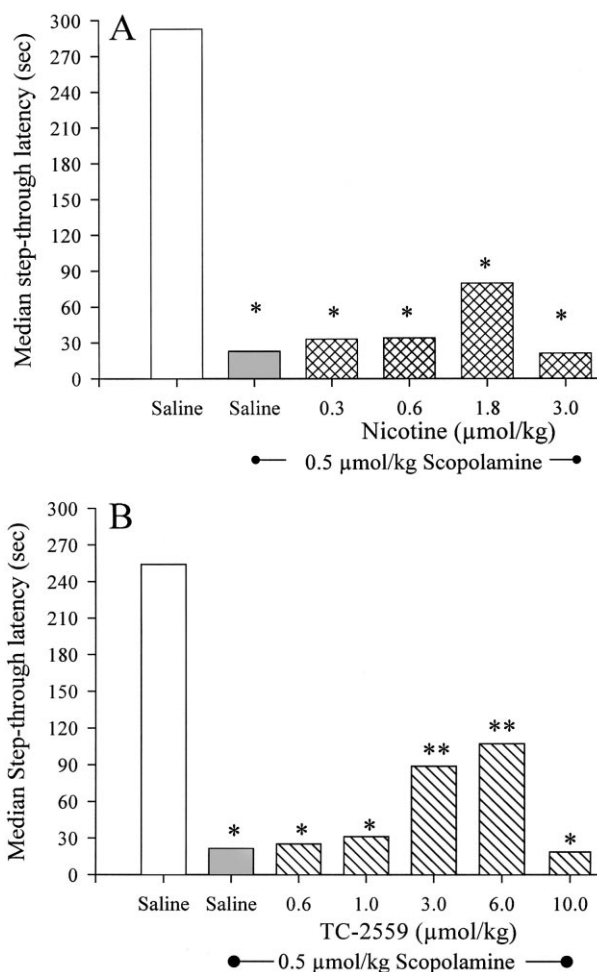 A
Median step-through latency (sec)
300
270
240
210
180
150
120
90
60
30
0
* * * * *
Saline Saline 0.3 0.6 1.8 3.0
Nicotine (µmol/kg)
0.5 µmol/kg Scopolamine
B
Median Step-through latency (sec)
300
270
240
210
180
150
120
90
60
30
0
* * * ** ** *
Saline Saline 0.6 1.0 3.0 6.0 10.0
TC-2559 (µmol/kg)
0.5 µmol/kg Scopolamine